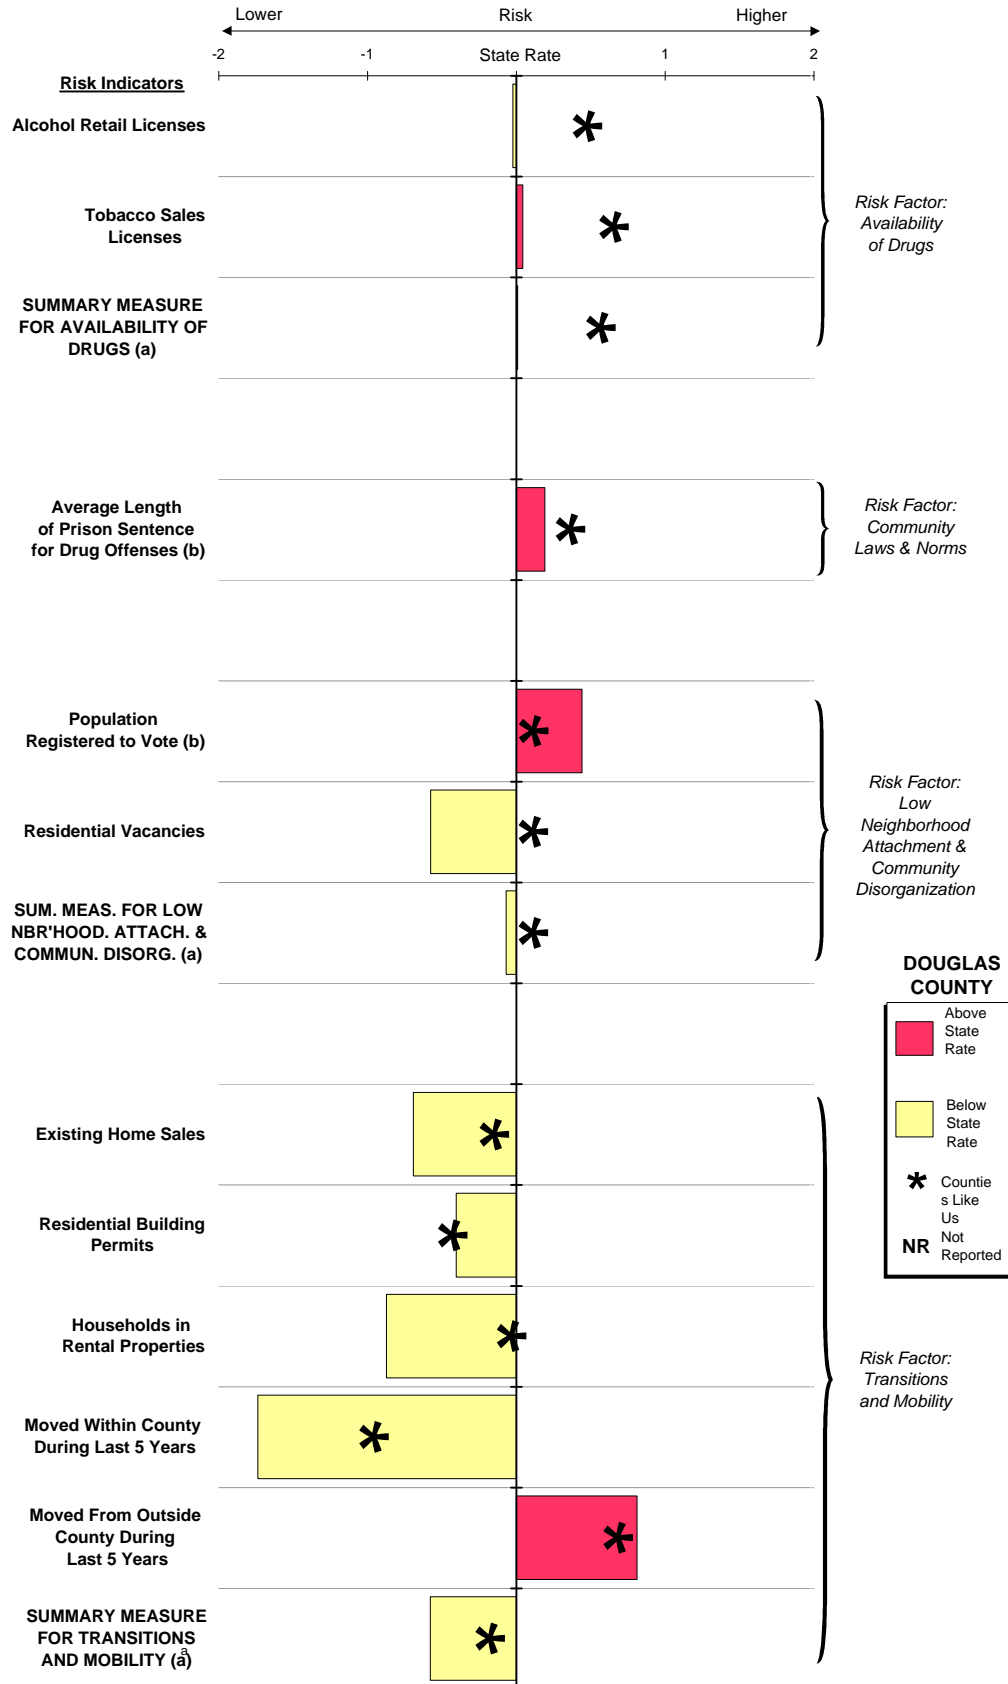 Lower Risk Higher
-2 -1 State Rate 1 2
Risk Indicators
Alcohol Retail Licenses
Tobacco Sales
Licenses
SUMMARY MEASURE
FOR AVAILABILITY OF
DRUGS (a)
Risk Factor:
Availability
of Drugs
Average Length
of Prison Sentence
for Drug Offenses (b)
Risk Factor:
Community
Laws & Norms
Population
Registered to Vote (b)
Residential Vacancies
SUM. MEAS. FOR LOW
NBR'HOOD. ATTACH. &
COMMUN. DISORG. (a)
Risk Factor:
Low
Neighborhood
Attachment &
Community
Disorganization
DOUGLAS
COUNTY
Above
State
Rate
Below
State
Rate
* Countie
s Like
Us
NR Not
Reported
Existing Home Sales
Residential Building
Permits
Households in
Rental Properties
Moved Within County
During Last 5 Years
Moved From Outside
County During
Last 5 Years
SUMMARY MEASURE
FOR TRANSITIONS
AND MOBILITY (a)
a
Risk Factor:
Transitions
and Mobility